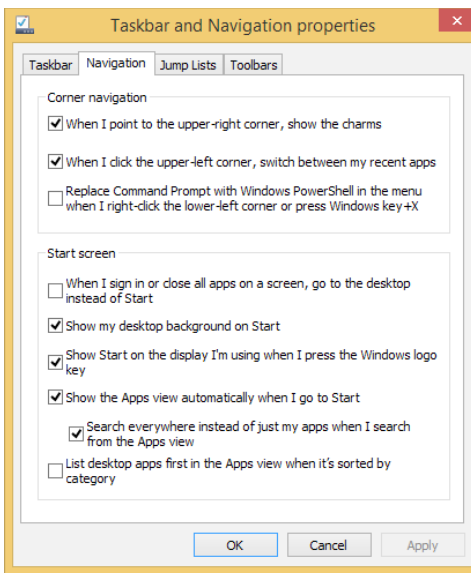 Taskbar and Navigation properties
Taskbar Navigation Jump Lists Toolbars
Corner navigation
When I point to the upper-right corner, show the charms
When I click the upper-left corner, switch between my recent apps
Replace Command Prompt with Windows PowerShell in the menu
when I right-click the lower-left corner or press Windows key+X
Start screen
When I sign in or close all apps on a screen, go to the desktop
instead of Start
Show my desktop background on Start
Show Start on the display I'm using when I press the Windows logo
key
Show the Apps view automatically when I go to Start
Search everywhere instead of just my apps when I search
from the Apps view
List desktop apps first in the Apps view when it's sorted by
category
OK Cancel Apply